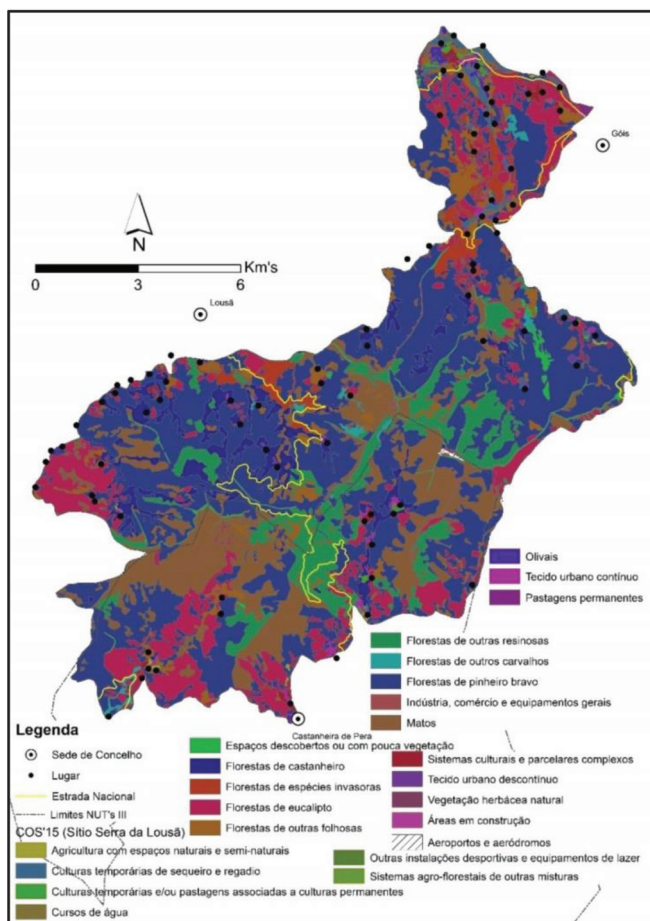 Góis
N
Km's
0 3 6
Lousã
Olivais
Tecido urbano contínuo
Pastagens permanentes
Florestas de outras resinosas
Florestas de outros carvalhos
Florestas de pinheiro bravo
Indústria, comércio e equipamentos gerais
Matos
Castanheira de Pera
Legenda
Sede de Concelho
Lugar
Estrada Nacional
Limites NUT's III
COS'15 (Sítio Serra da Lousã)
Agricultura com espaços naturais e semi-naturais
Culturas temporárias de sequeiro e regadio
Culturas temporárias e/ou pastagens associadas a culturas permanentes
Cursos de água
Espaços descobertos ou com pouca vegetação
Florestas de castanheiro
Florestas de espécies invasoras
Florestas de eucalipto
Florestas de outras folhosas
Sistemas culturais e parcelares complexos
Tecido urbano descontínuo
Vegetação herbácea natural
Áreas em construção
Aeroportos e aeródromos
Outras instalações desportivas e equipamentos de lazer
Sistemas agro-florestais de outras misturas